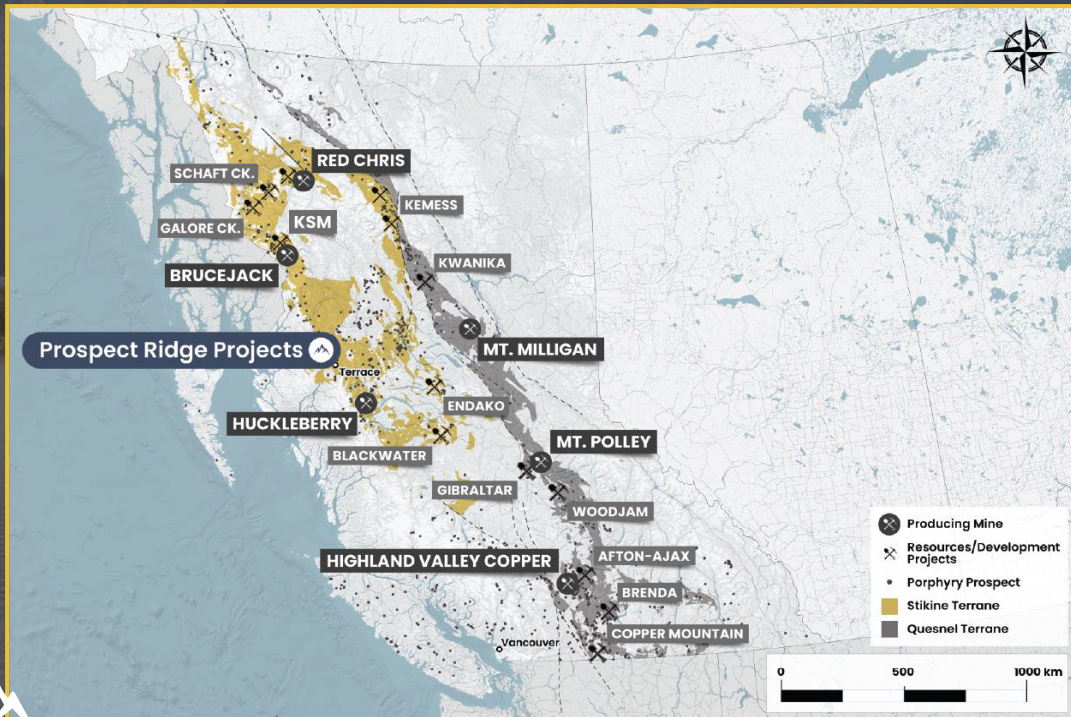 RED CHRIS
SCHAFT CK.
KEMESS
KSM
GALORE CK.
KWANIKA
BRUCEJACK
Prospect Ridge Projects
MT. MILLIGAN
Terrace
ENDAKO
HUCKLEBERRY
MT. POLLEY
BLACKWATER
GIBRALTAR
WOODJAM
HIGHLAND VALLEY COPPER
AFTON-AJAX
BRENDA
COPPER MOUNTAIN
Vancouver
Producing Mine
Resources/Development
Projects
Porphyry Prospect
Stikine Terrane
Quesnel Terrane
0 500 1000 km